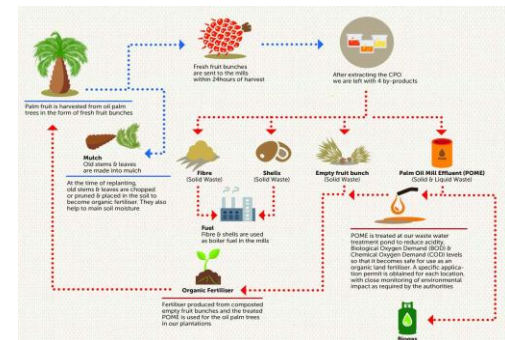 Fresh fruit bunches
are sent to the mills
within 24hours of harvest
After extracting the CPO
we are left with 4 by-products
Palm fruit is harvested from oil palm
trees in the form of fresh fruit bunches
Mulch
Old stems & leaves
are made into mulch
At the time of replanting,
old stems & leaves are chopped
or pruned & placed in the soil to
become organic fertiliser. They also
help to main soil moisture
Fibre
(Solid Waste)
Shells
(Solid Waste)
Empty fruit bunch
(Solid Waste)
Palm Oil Mill Effluent (POME)
(Solid & Liquid Waste)
Fuel
Fibre & shells are used
as boiler fuel in the mills
POME is treated at our waste water
treatment pond to reduce acidity,
Biological Oxygen Demand (BOD) &
Chemical Oxygen Demand (COD) levels
so that it becomes safe for use as an
organic land fertiliser. A specific applica-
tion permit is obtained for each location,
with close monitoring of environmental
impact as required by the authorities
Organic Fertiliser
Fertiliser produced from composted
empty fruit bunches and the treated
POME is used for the oil palm trees
in our plantations
Biogas